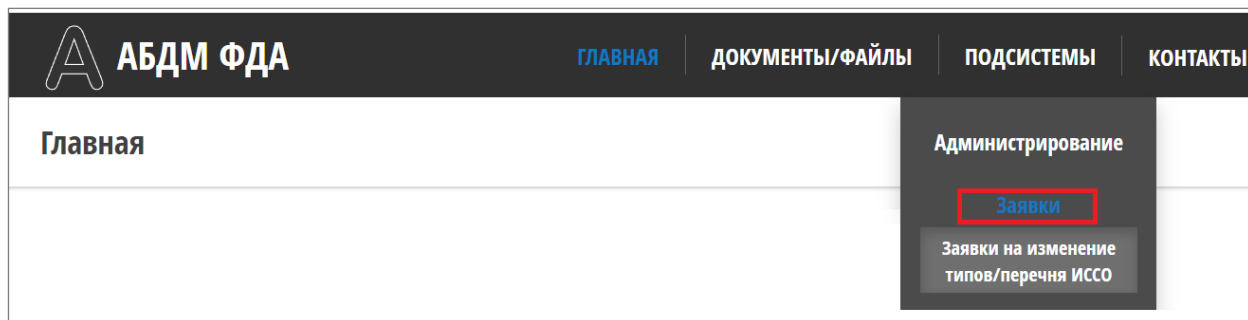 АБДМ ФДА
ГЛАВНАЯ ДОКУМЕНТЫ/ФАЙЛЫ ПОДСИСТЕМЫ КОНТАКТЫ
Главная
Администрирование
Заявки
Заявки на изменение
типов/перечня ИССО